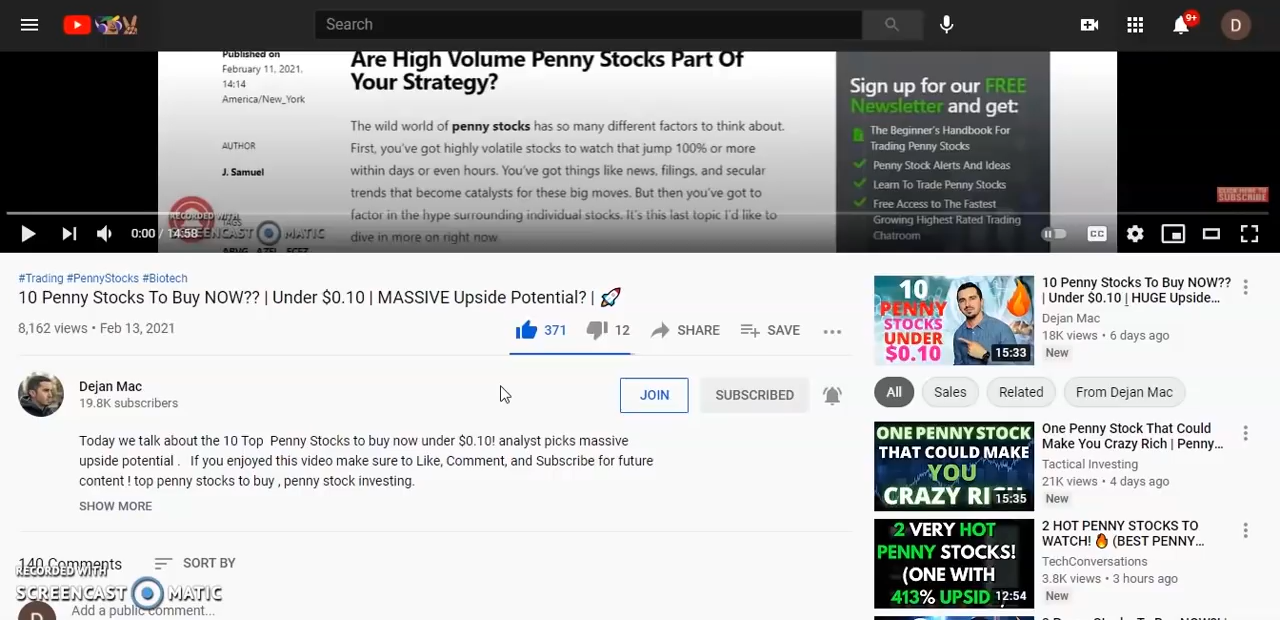 Search
9+
D
Published on
February 11, 2021,
14:14
America/New_York
AUTHOR
J. Samuel
Are High Volume Penny Stocks Part Of
Your Strategy?
The wild world of penny stocks has so many different factors to think about.
First, you've got highly volatile stocks to watch that jump 100% or more
within days or even hours. You've got things like news, filings, and secular
trends that become catalysts for these big moves. But then you've got to
factor in the hype surrounding individual stocks. It's this last topic I'd like to
dive in more on right now
Sign up for our FREE
Newsletter and get:
The Beginner's Handbook For
Trading Penny Stocks
Penny Stock Alerts And Ideas
Learn To Trade Penny Stocks
Free Access to The Fastest
Growing Highest Rated Trading
Chatroom
CLICK HERE TO
SUBSCRIBE
RECORDED WITH
SCREENCAST MATIC
0:00 / 14:58
CC
#Trading #PennyStocks #Biotech
10 Penny Stocks To Buy NOW?? | Under $0.10 | MASSIVE Upside Potential? | 🚀
8,162 views • Feb 13, 2021
371
12
SHARE
SAVE
Dejan Mac
19.8K subscribers
JOIN
SUBSCRIBED
Today we talk about the 10 Top Penny Stocks to buy now under $0.10! analyst picks massive
upside potential . If you enjoyed this video make sure to Like, Comment, and Subscribe for future
content ! top penny stocks to buy , penny stock investing.
SHOW MORE
140 Comments
SORT BY
RECORDED WITH
SCREENCAST MATIC
D
Add a public comment...
10
PENNY
STOCKS
UNDER
$0.10
15:33
10 Penny Stocks To Buy NOW??
| Under $0.10 | HUGE Upside...
Dejan Mac
18K views • 6 days ago
New
All
Sales
Related
From Dejan Mac
ONE PENNY STOCK
THAT COULD MAKE
YOU
CRAZY RI
15:35
One Penny Stock That Could
Make You Crazy Rich | Penny...
Tactical Investing
21K views • 4 days ago
New
2 VERY HOT
PENNY STOCKS!
(ONE WITH
413% UPSID
12:54
2 HOT PENNY STOCKS TO
WATCH! 🔥 (BEST PENNY...
TechConversations
3.8K views • 3 hours ago
New